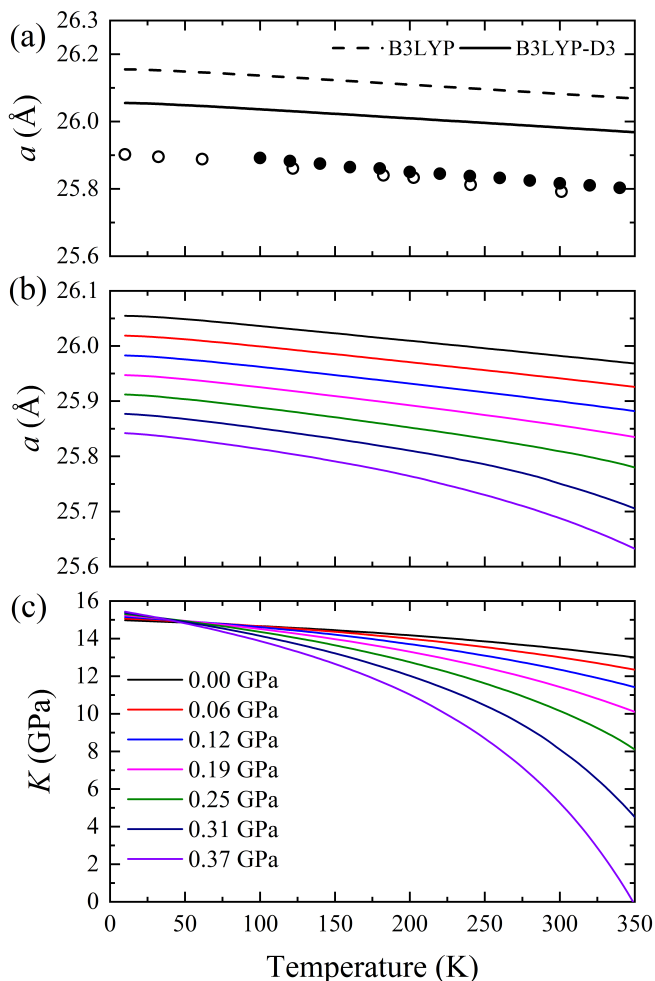 (a)
26.3
26.2
26.1
26.0
25.9
25.8
25.7
25.6
a (Å)
B3LYP
B3LYP-D3
(b)
26.1
26.0
25.9
25.8
25.7
25.6
a (Å)
(c)
16
14
12
10
8
6
4
2
0
K (GPa)
0.00 GPa
0.06 GPa
0.12 GPa
0.19 GPa
0.25 GPa
0.31 GPa
0.37 GPa
0 50 100 150 200 250 300 350
Temperature (K)